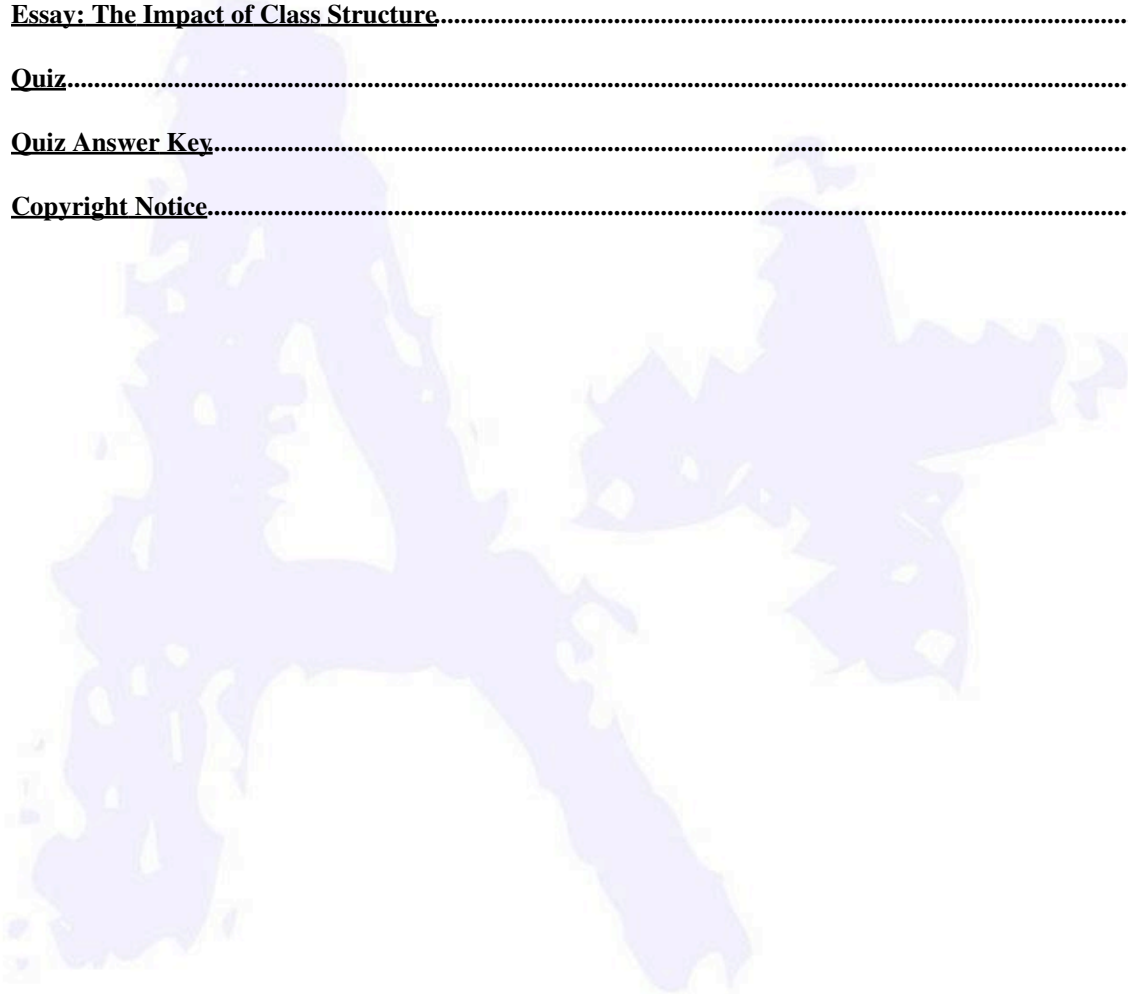 Essay: The Impact of Class Structure................................................................................................................
Quiz............................................................................................................................................................................
Quiz Answer Key......................................................................................................................................................
Copyright Notice.......................................................................................................................................................
A+